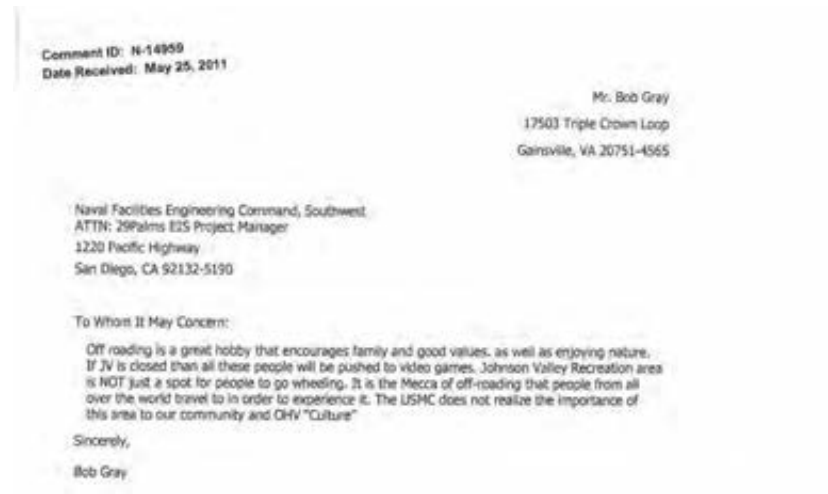 Comment ID: N-14959
Date Received: May 25, 2011
Mr. Bob Gray
17503 Triple Crown Loop
Gainsville, VA 20751-4565
Naval Facilities Engineering Command, Southwest
ATTN: 29Palms EIS Project Manager
1220 Pacific Highway
San Diego, CA 92132-5190
To Whom It May Concern:
Off roading is a great hobby that encourages family and good values. as well as enjoying nature.
If JV is closed than all these people will be pushed to video games. Johnson Valley Recreation area
is NOT just a spot for people to go wheeling. It is the Mecca of off-roading that people from all
over the world travel to in order to experience it. The USMC does not realize the importance of
this area to our community and OHV "Culture"
Sincerely,
Bob Gray